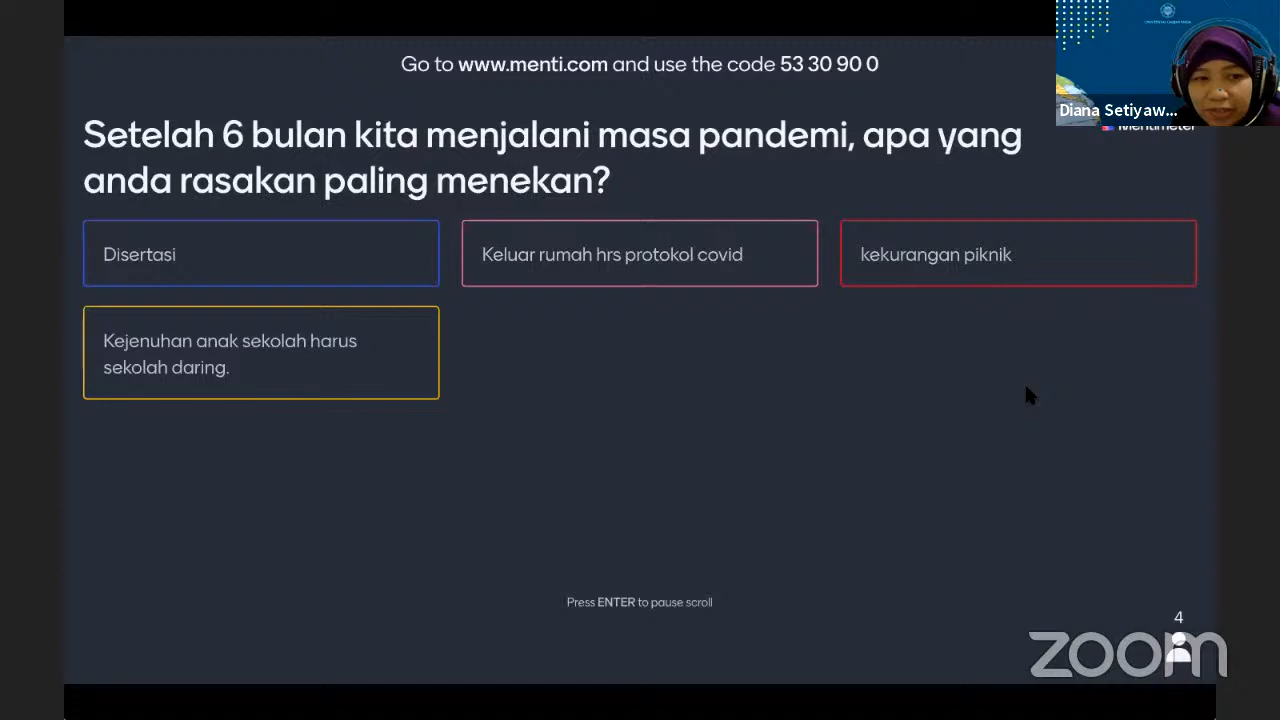 Go to www.menti.com and use the code 53 30 90 0
Diana Setiyaw...
Mentimeter
Setelah 6 bulan kita menjalani masa pandemi, apa yang
anda rasakan paling menekan?
Disertasi
Keluar rumah hrs protokol covid
kekurangan piknik
Kejenuhan anak sekolah harus
sekolah daring.
Press ENTER to pause scroll
4
zoom